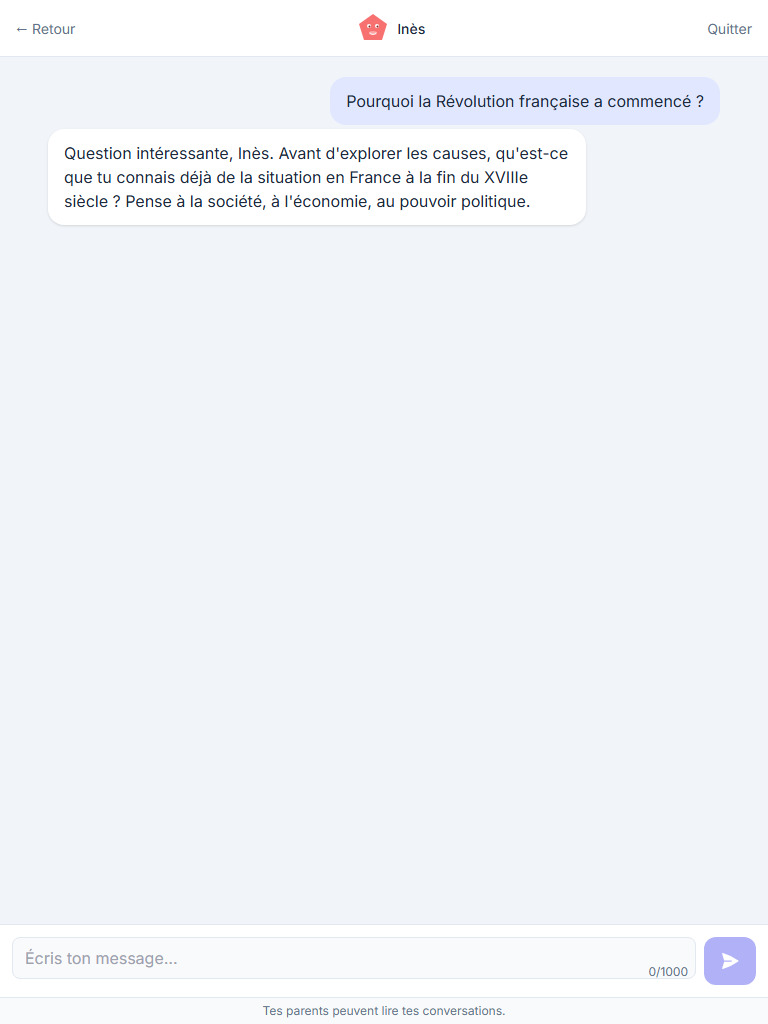 ← Retour
Inès
Quitter
Pourquoi la Révolution française a commencé ?
Question intéressante, Inès. Avant d'explorer les causes, qu'est-ce
que tu connais déjà de la situation en France à la fin du XVIIIe
siècle ? Pense à la société, à l'économie, au pouvoir politique.
Écris ton message...
0/1000
Tes parents peuvent lire tes conversations.